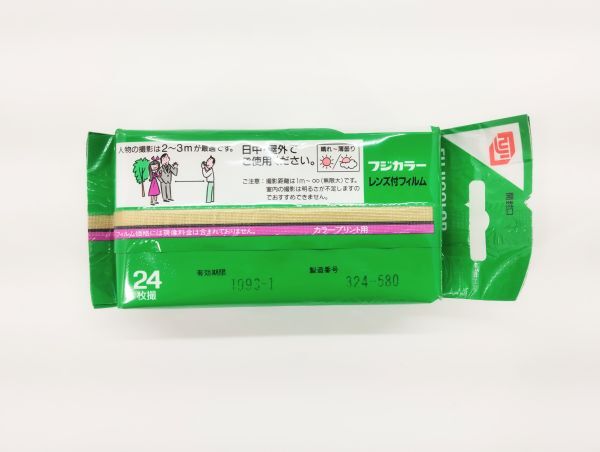 人物の撮影は2～3mが最適です。
日中・屋外で
ご使用ください。
晴れ～薄曇り
ご注意：撮影距離は1m～∞(無限大)です。
室内の撮影は明るさが不足しますので
おすすめできません。
フジカラー
レンズ付フィルム
フィルム価格には現像料金は含まれておりません。
カラープリント用
24
枚撮
有効期限
製造番号
324-580
FUJI
FUJICOLOR
開封口